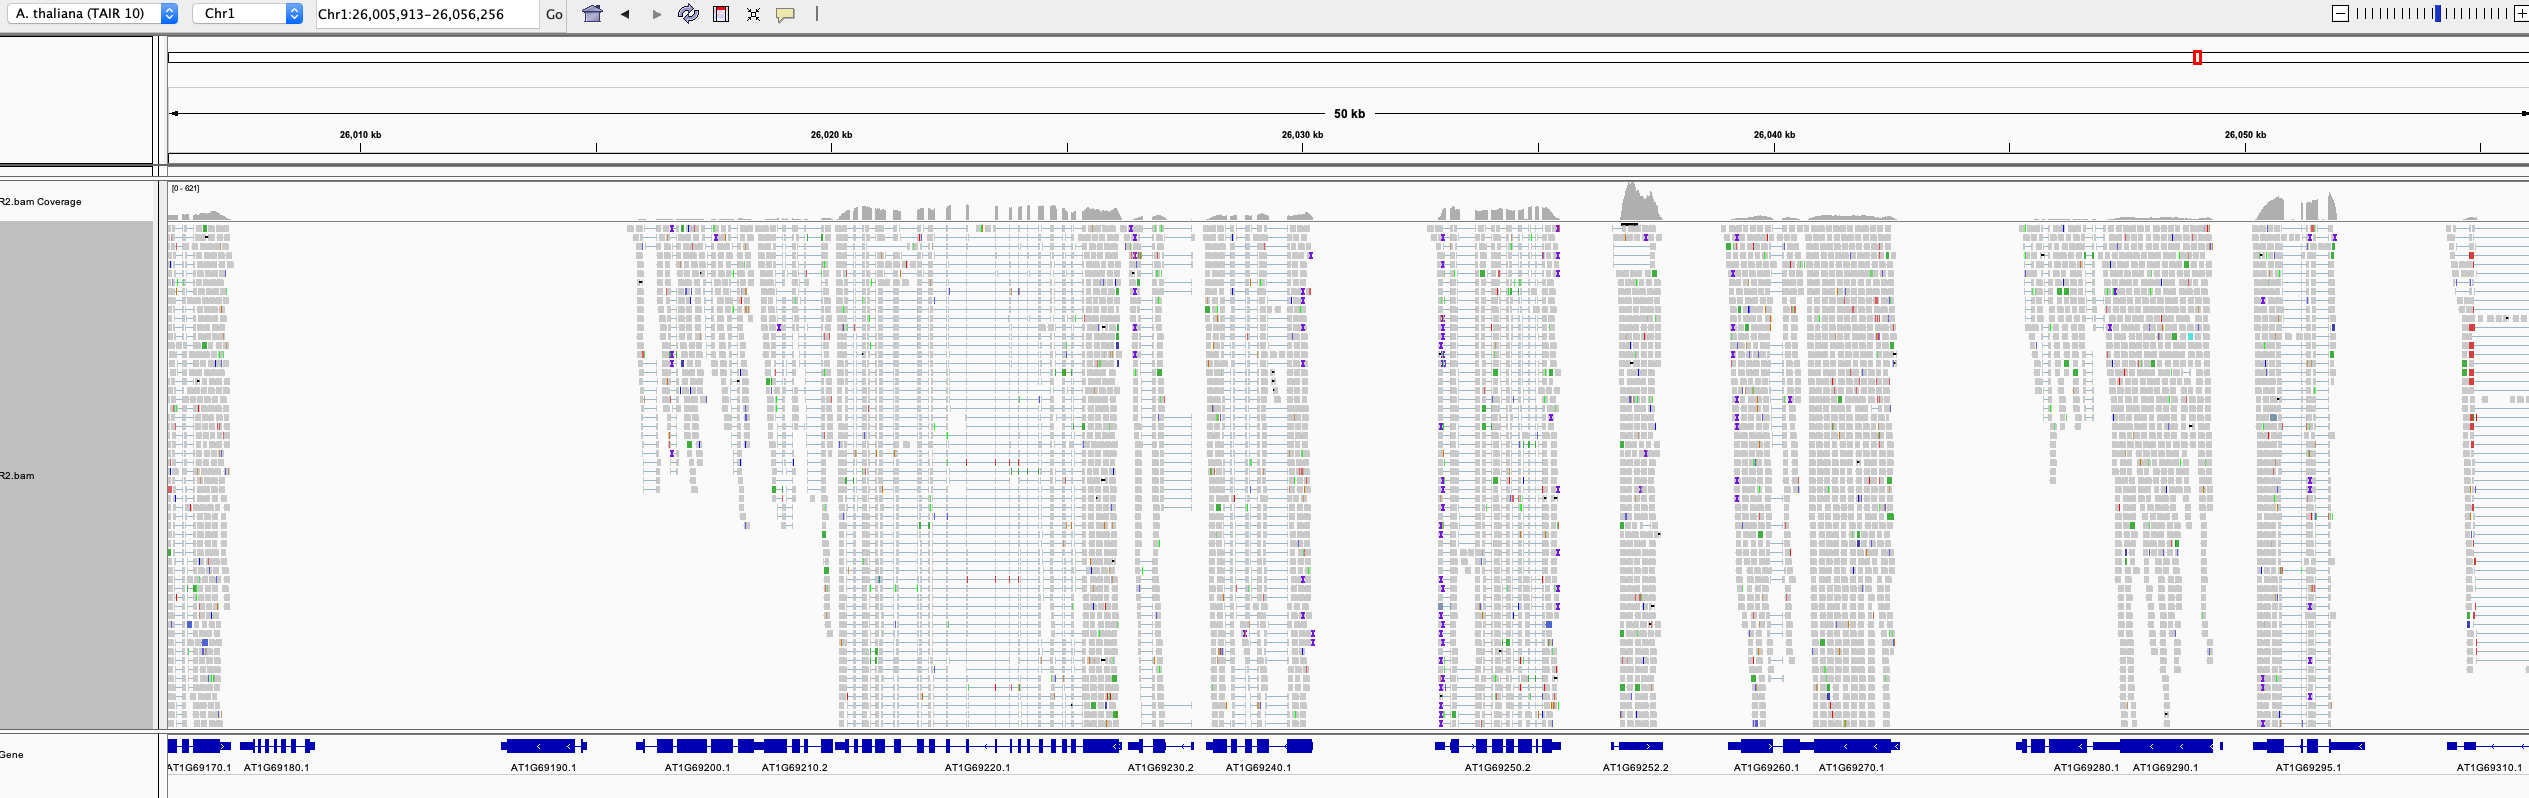 A. thaliana (TAIR 10) Chr1 Chr1:26,005,913-26,056,256 Go
50 kb
26,010 kb 26,020 kb 26,030 kb 26,040 kb 26,050 kb
[0 - 621]
R2.bam Coverage
R2.bam
Gene
AT1G69170.1 AT1G69180.1 AT1G69190.1 AT1G69200.1 AT1G69210.2 AT1G69220.1 AT1G69230.2 AT1G69240.1 AT1G69250.2 AT1G69252.2 AT1G69260.1 AT1G69270.1 AT1G69280.1 AT1G69290.1 AT1G69295.1 AT1G69310.1